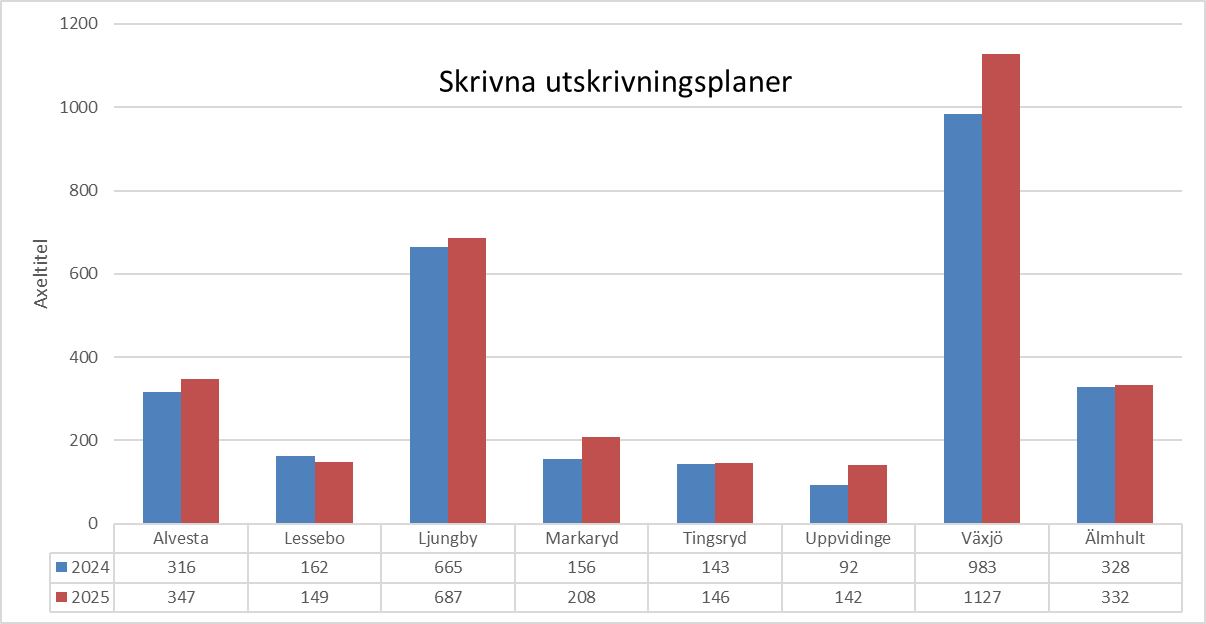 Skrivna utskrivningsplaner
Axeltitel
1200
1000
800
600
400
200
0
Alvesta Lessebo Ljungby Markaryd Tingsryd Uppvidinge Växjö Älmhult
2024 316 162 665 156 143 92 983 328
2025 347 149 687 208 146 142 1127 332